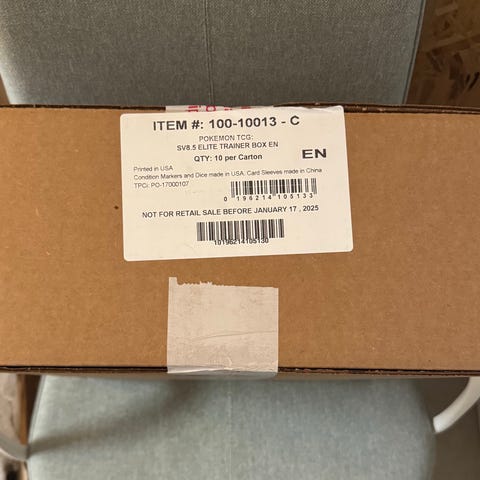 ITEM #: 100-10013 - C
POKEMON TCG:
SV8.5 ELITE TRAINER BOX EN
QTY: 10 per Carton
EN
Printed in USA
Condition Markers and Dice made in USA. Card Sleeves made in China
TPCi: PO-17000107
0 196214 105133
NOT FOR RETAIL SALE BEFORE JANUARY 17 , 2025
10196214105130